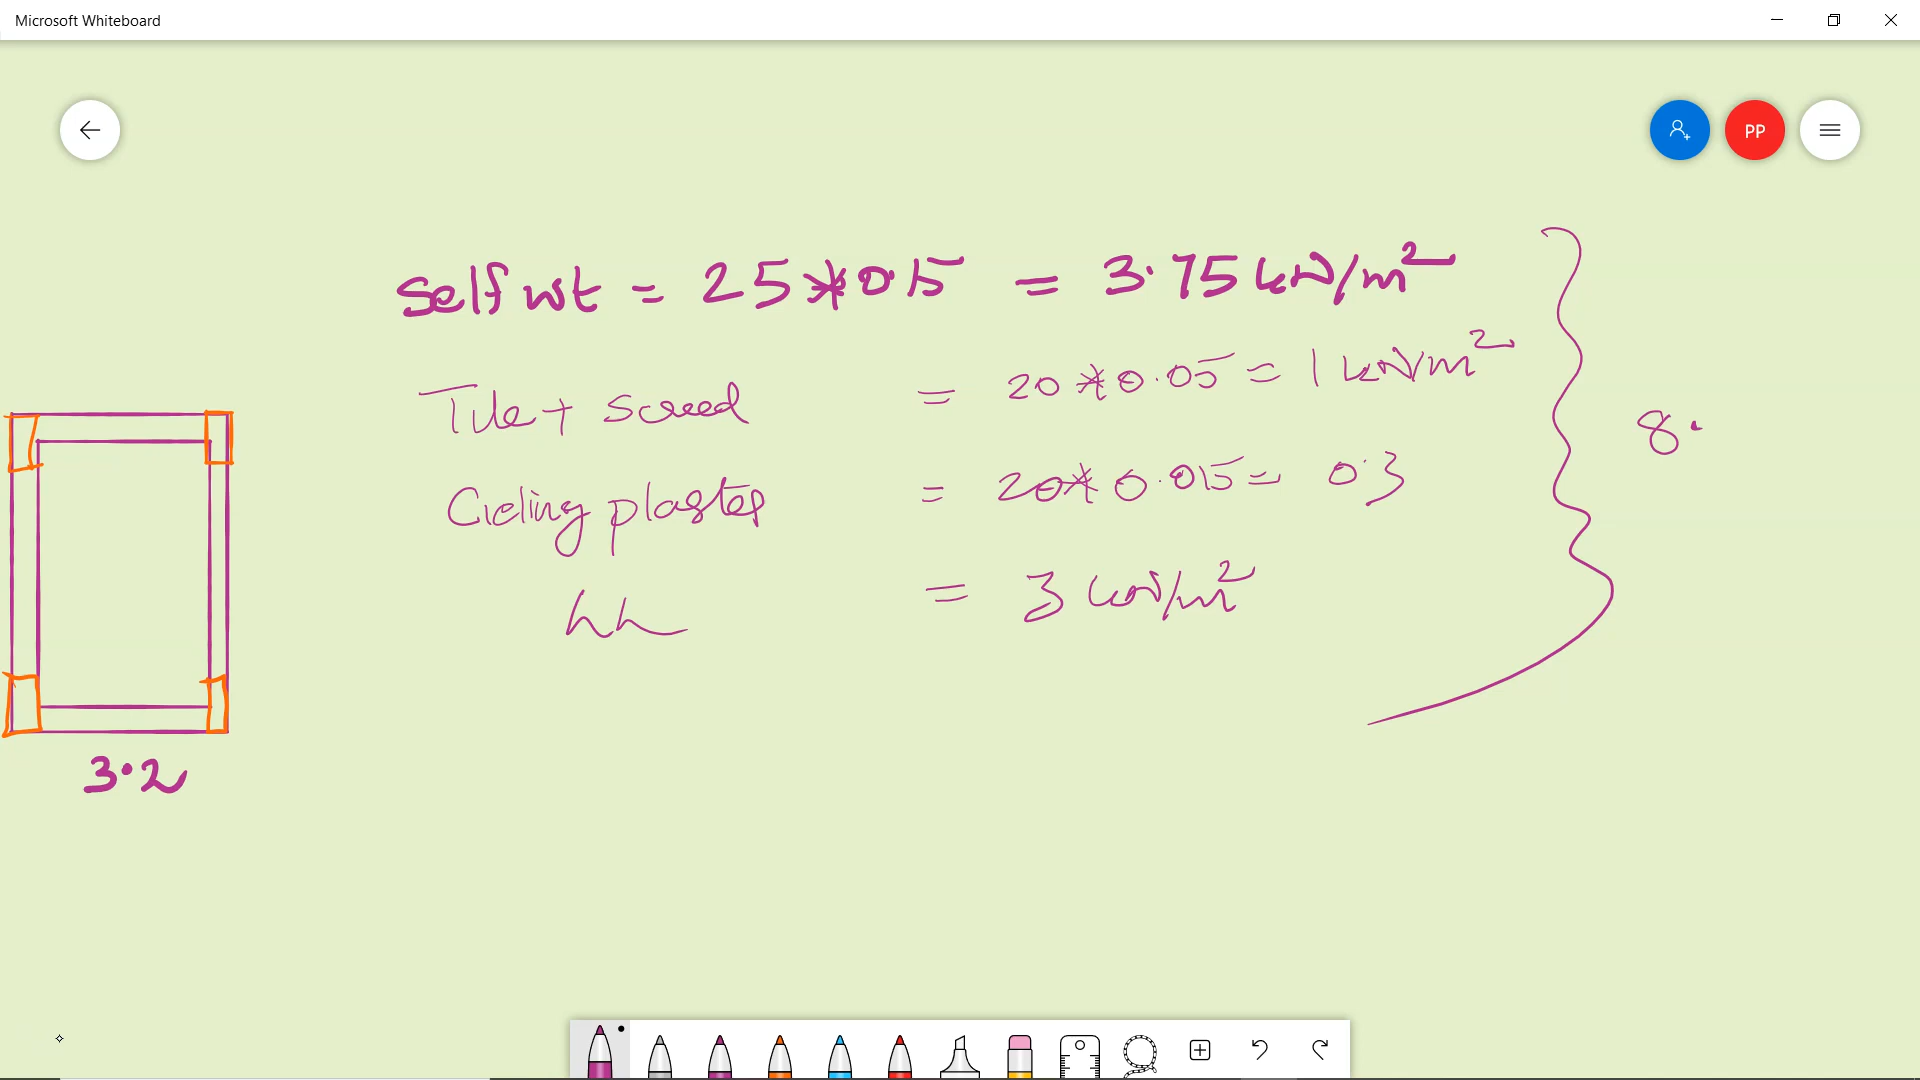 Microsoft Whiteboard
PP
self wt = 25*0.15 = 3.75 kN/m²
Tile + screed = 20*0.05 = 1 kN/m²
Cieling plaster = 20*0.015 = 0.3
= 3 kN/m²
8.
3.2